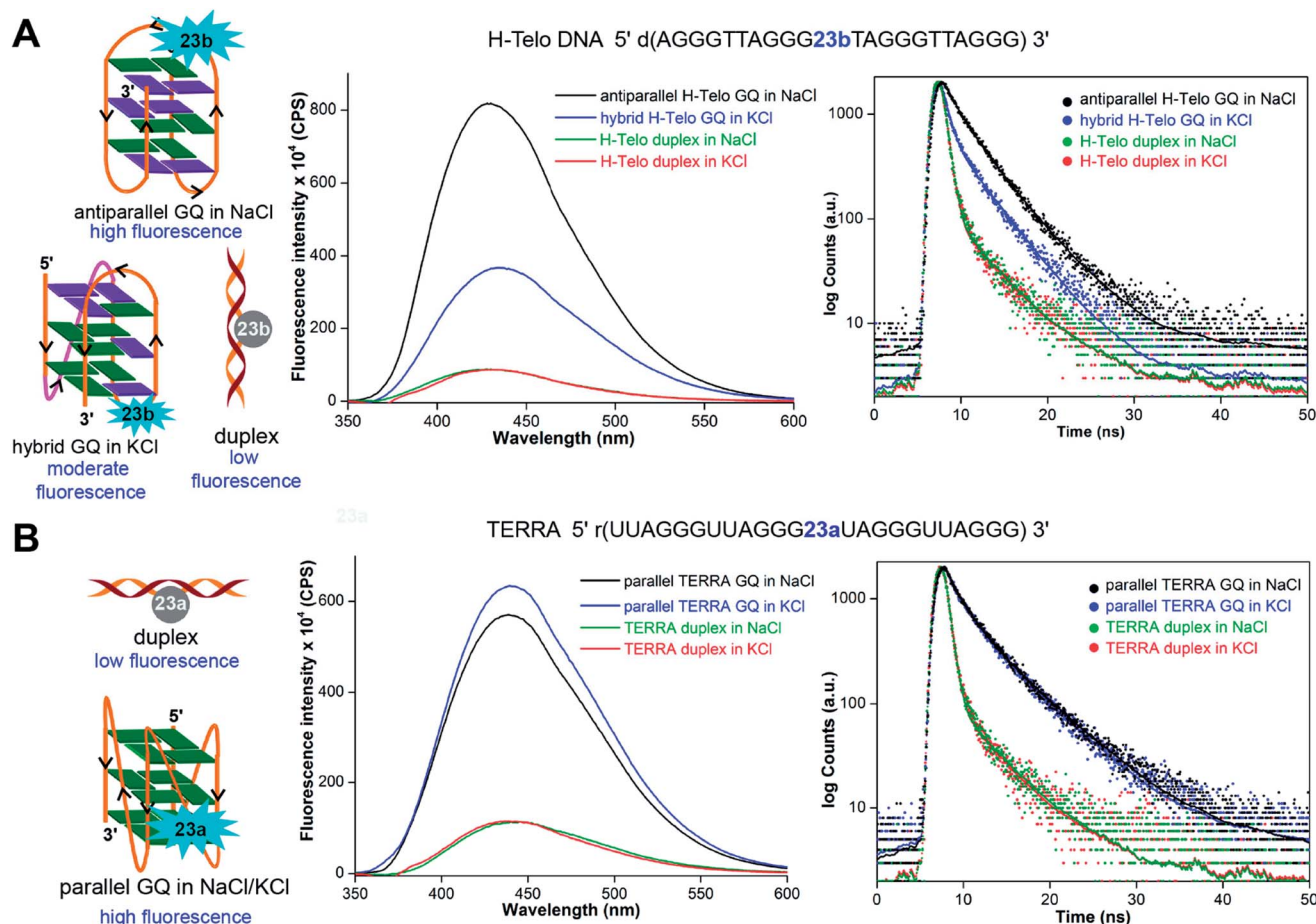 A
23b
3'
antiparallel GQ in NaCl
high fluorescence
5'
3'
23b
hybrid GQ in KCl
moderate
fluorescence
23b
duplex
low
fluorescence
H-Telo DNA 5' d(AGGGTTAGGG23bTAGGGTTAGGG) 3'
Fluorescence intensity x 10⁴ (CPS)
800
600
400
200
0
350
400
450
500
550
600
Wavelength (nm)
antiparallel H-Telo GQ in NaCl
hybrid H-Telo GQ in KCl
H-Telo duplex in NaCl
H-Telo duplex in KCl
log Counts (a.u.)
1000
100
10
0
10
20
30
40
50
Time (ns)
antiparallel H-Telo GQ in NaCl
hybrid H-Telo GQ in KCl
H-Telo duplex in NaCl
H-Telo duplex in KCl
B
23a
duplex
low fluorescence
5'
3'
23a
parallel GQ in NaCl/KCl
high fluorescence
23a
TERRA 5' r(UUAGGGUUAGGG23aUAGGGUUAGGG) 3'
Fluorescence intensity x 10⁴ (CPS)
600
400
200
0
350
400
450
500
550
600
Wavelength (nm)
parallel TERRA GQ in NaCl
parallel TERRA GQ in KCl
TERRA duplex in NaCl
TERRA duplex in KCl
log Counts (a.u.)
1000
100
10
0
10
20
30
40
50
Time (ns)
parallel TERRA GQ in NaCl
parallel TERRA GQ in KCl
TERRA duplex in NaCl
TERRA duplex in KCl